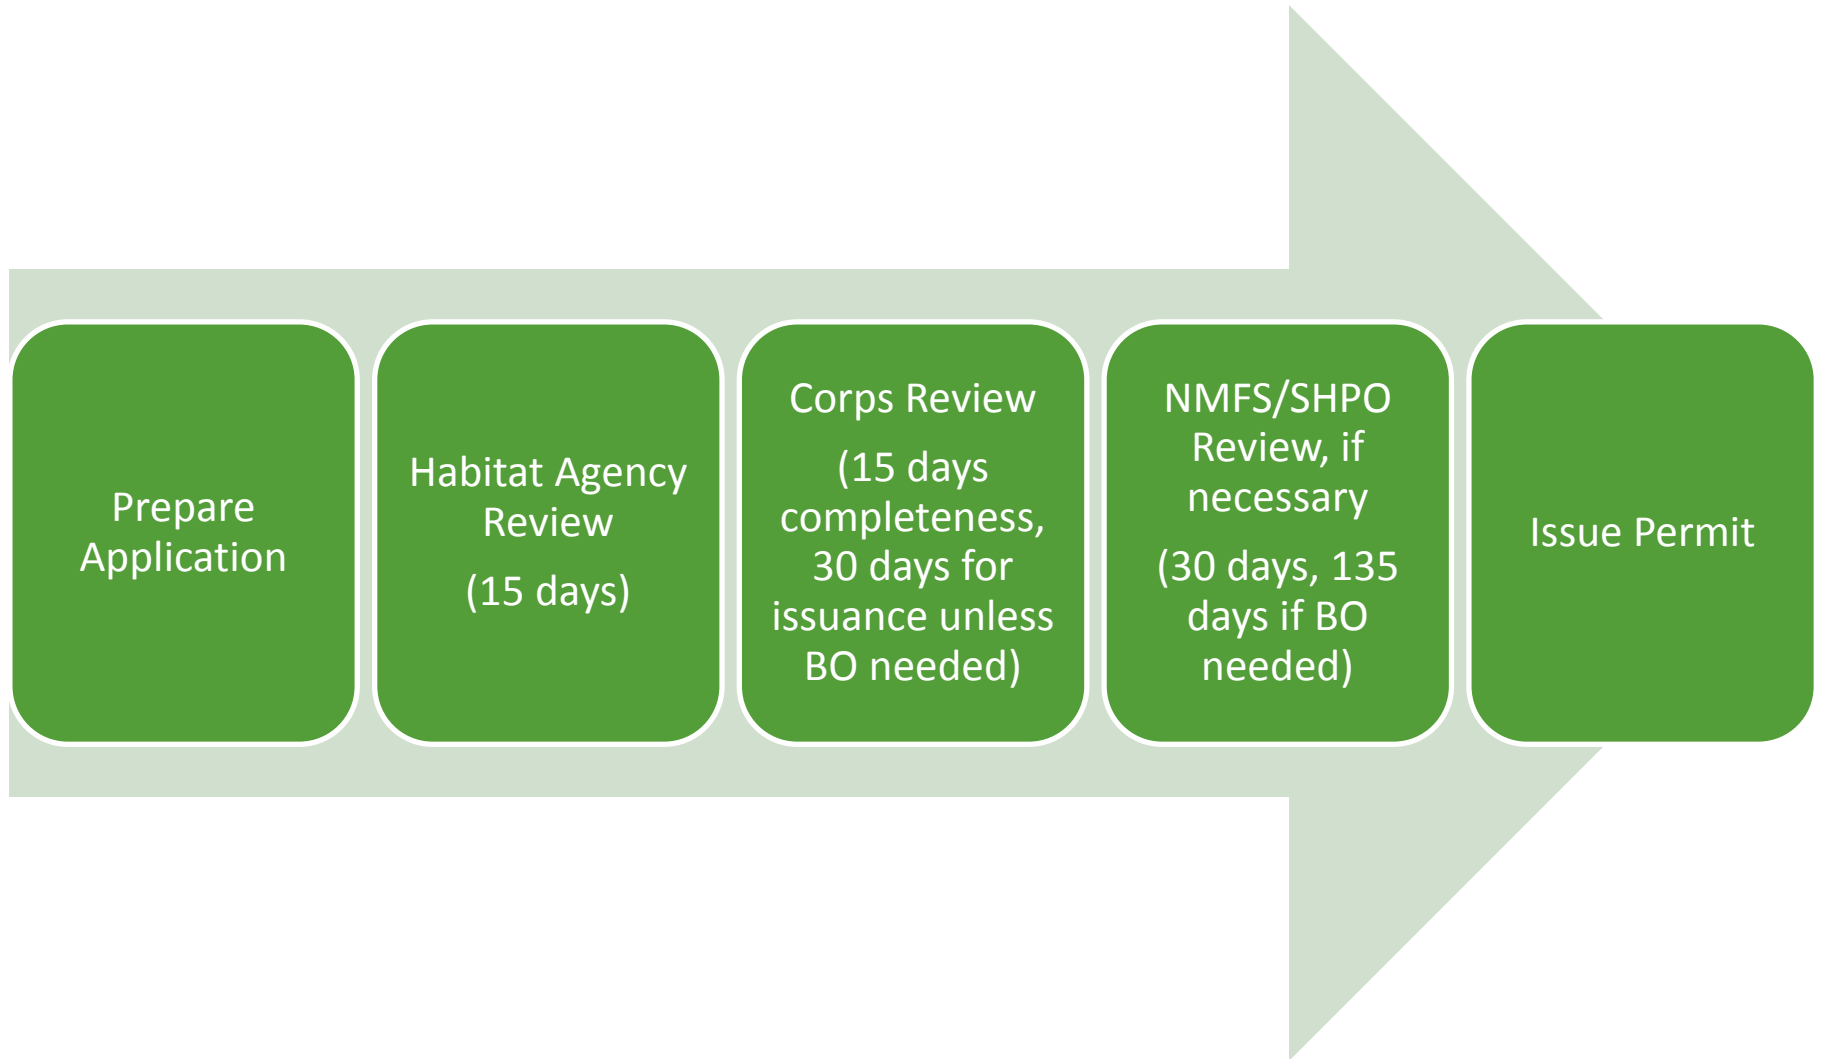 Prepare
Application
Habitat Agency
Review
(15 days)
Corps Review
(15 days
completeness,
30 days for
issuance unless
BO needed)
NMFS/SHPO
Review, if
necessary
(30 days, 135
days if BO
needed)
Issue Permit